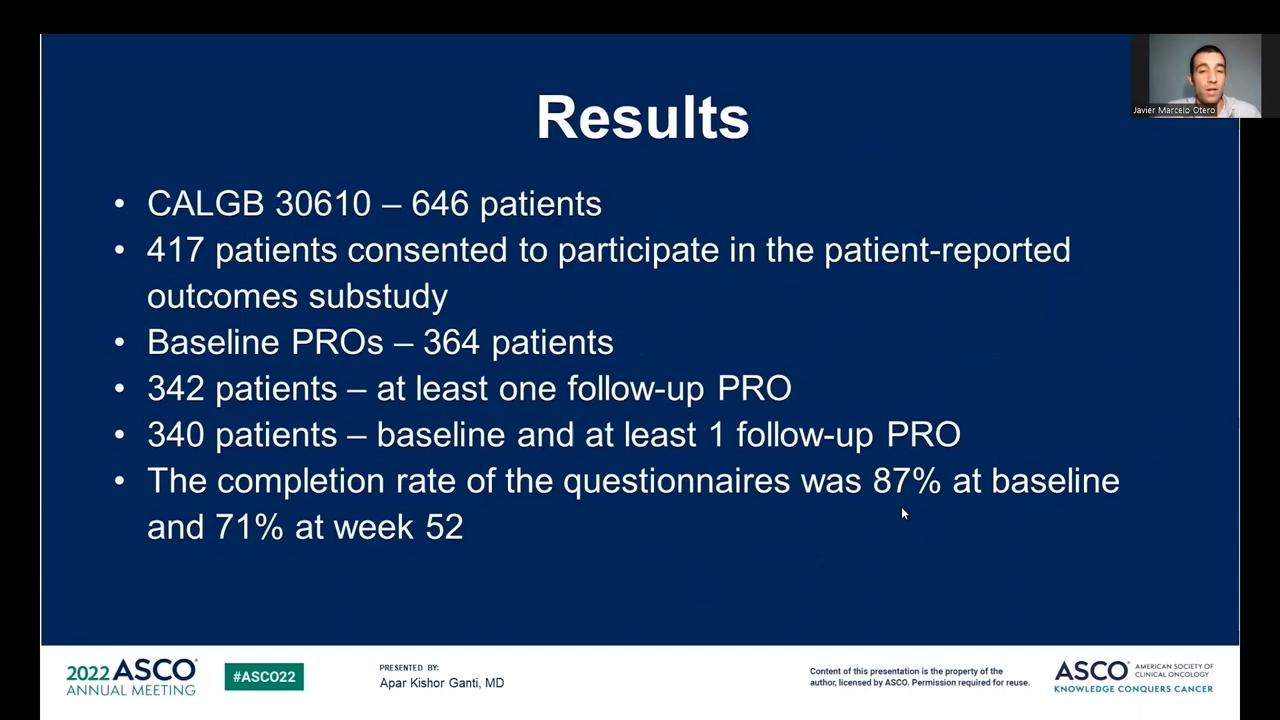 Javier Marcelo Otero
Results
• CALGB 30610 – 646 patients
• 417 patients consented to participate in the patient-reported
outcomes substudy
• Baseline PROs – 364 patients
• 342 patients – at least one follow-up PRO
• 340 patients – baseline and at least 1 follow-up PRO
• The completion rate of the questionnaires was 87% at baseline
and 71% at week 52
2022 ASCO®
ANNUAL MEETING
#ASCO22
PRESENTED BY:
Apar Kishor Ganti, MD
Content of this presentation is the property of the
author, licensed by ASCO. Permission required for reuse.
ASCO® AMERICAN SOCIETY OF
CLINICAL ONCOLOGY
KNOWLEDGE CONQUERS CANCER